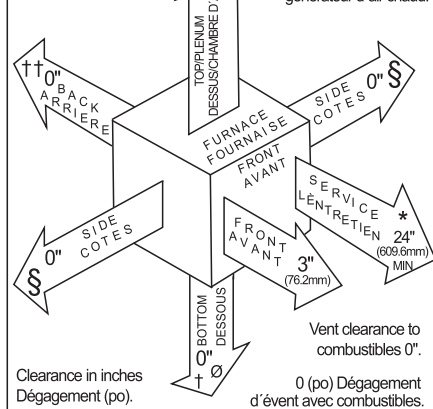 générateur d'air chaud.
TOP/PLENUM
DESSUS/CHAMBRE D'
††0"
BACK
ARRIERE
SIDE
COTES
0" §
FURNACE
FOURNAISE
FRONT
AVANT
SERVICE
LÈNTRETIEN
*
24"
(609.6mm)
MIN
SIDE
COTES
0"
§
FRONT
AVANT
3"
(76.2mm)
BOTTOM
DESSOUS
0"
† Ø
Vent clearance to
combustibles 0".
Clearance in inches
Dégagement (po).
0 (po) Dégagement
d'évent avec combustibles.